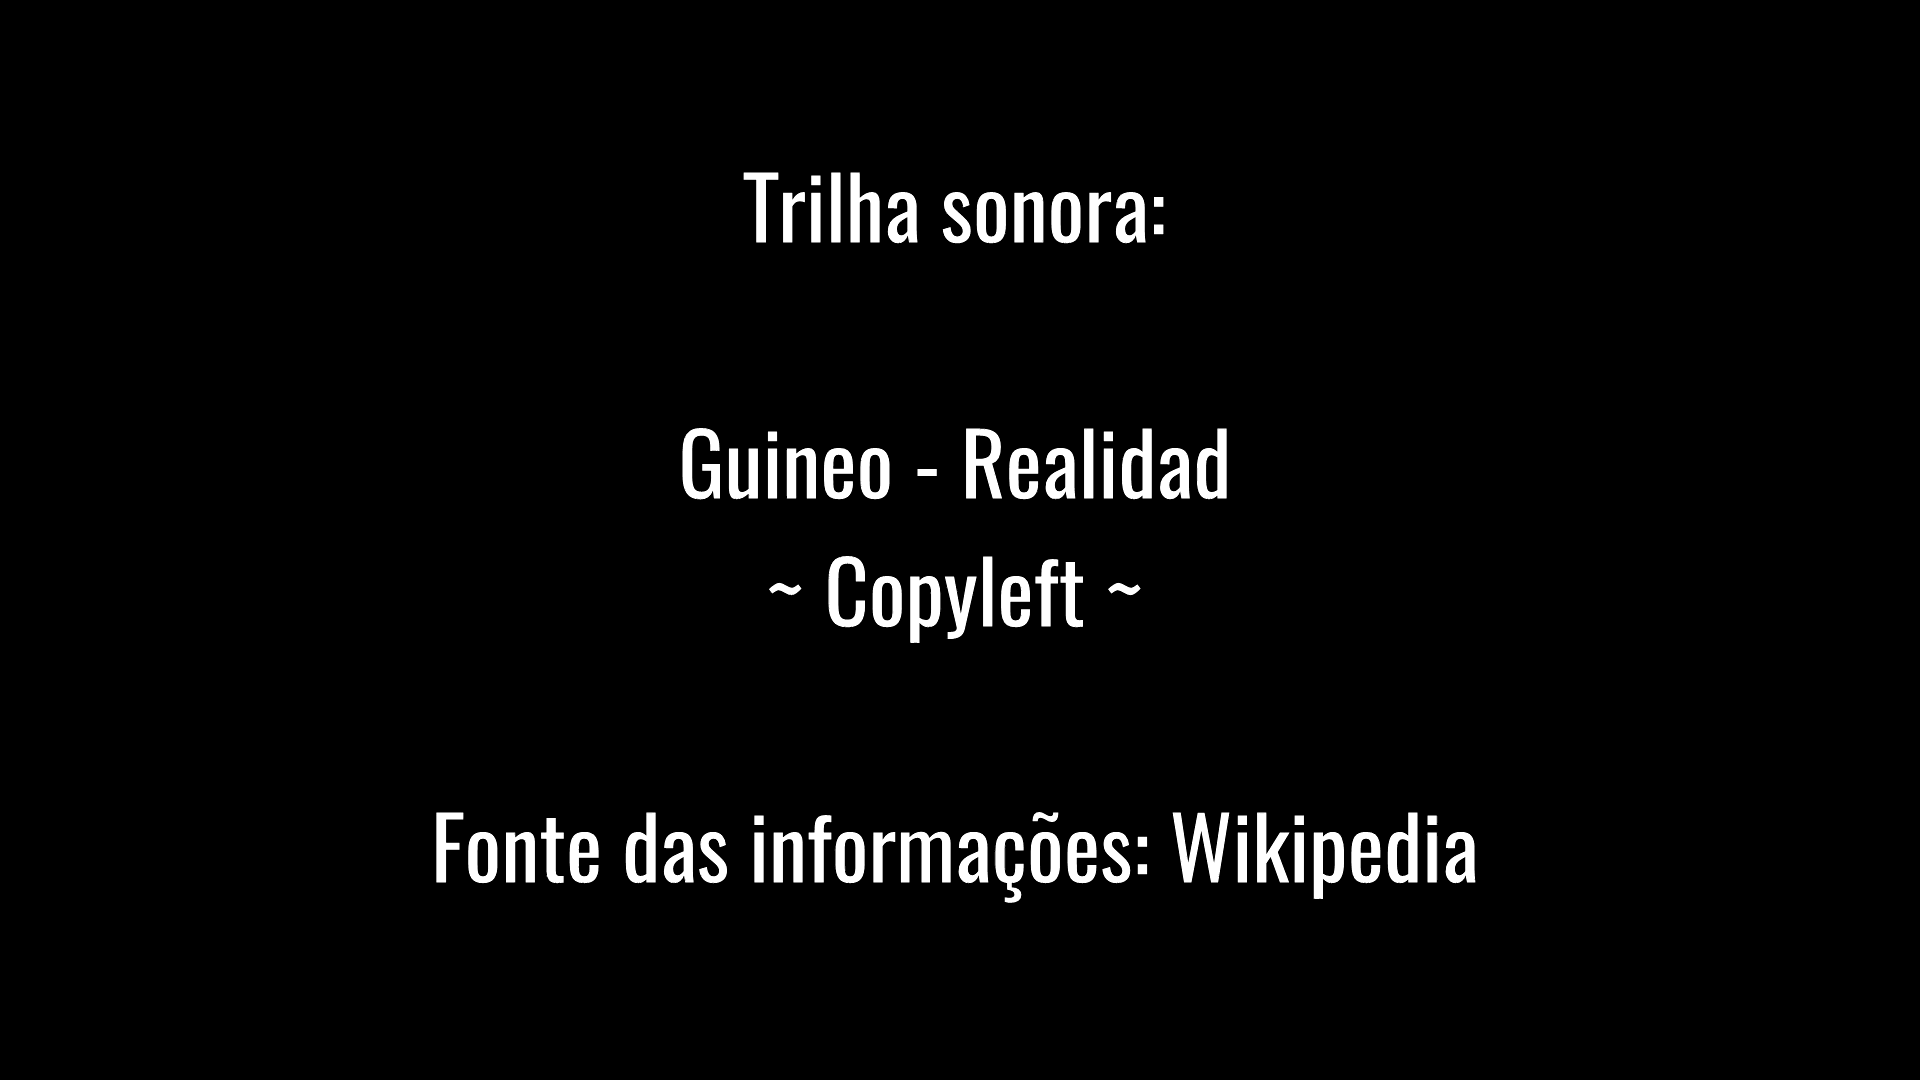 Trilha sonora:
Guineo - Realidad
~ Copyleft ~
Fonte das informações: Wikipedia